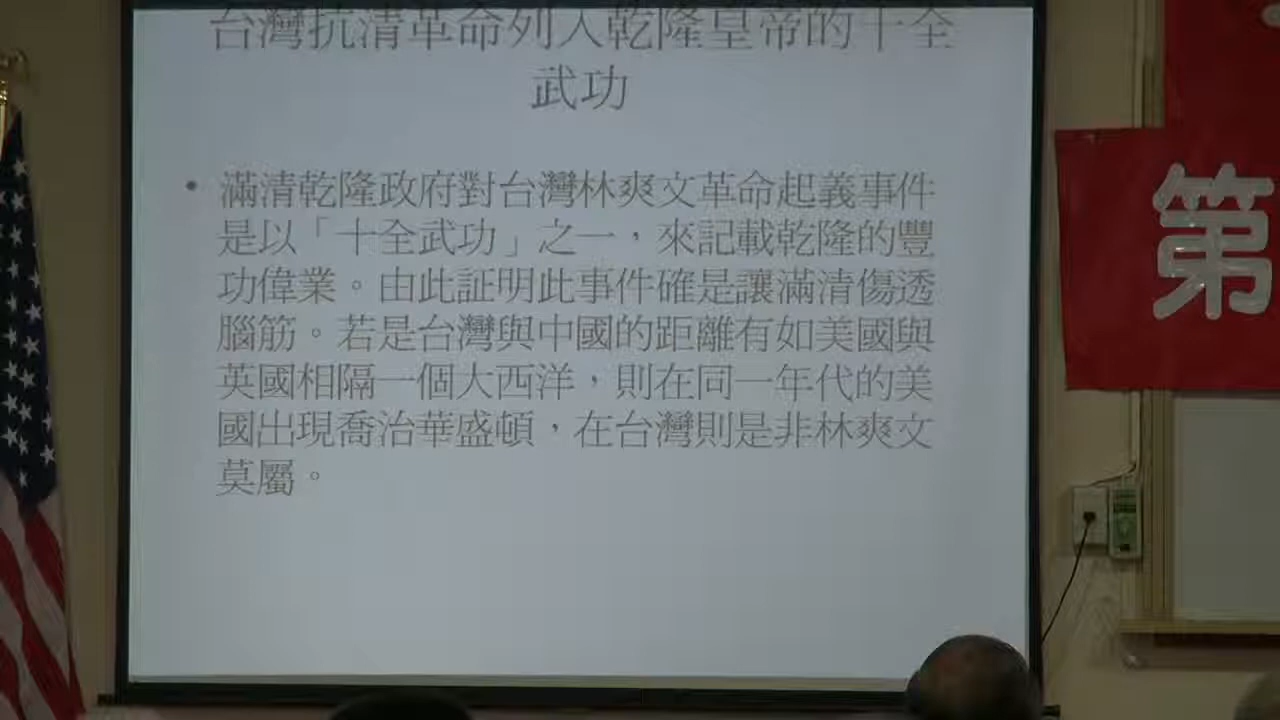 台灣抗清革命列入乾隆皇帝的十全
武功
• 滿清乾隆政府對台灣林爽文革命起義事件
是以「十全武功」之一，來記載乾隆的豐
功偉業。由此証明此事件確是讓滿清傷透
腦筋。若是台灣與中國的距離有如美國與
英國相隔一個大西洋，則在同一年代的美
國出現喬治華盛頓，在台灣則是非林爽文
莫屬。
第